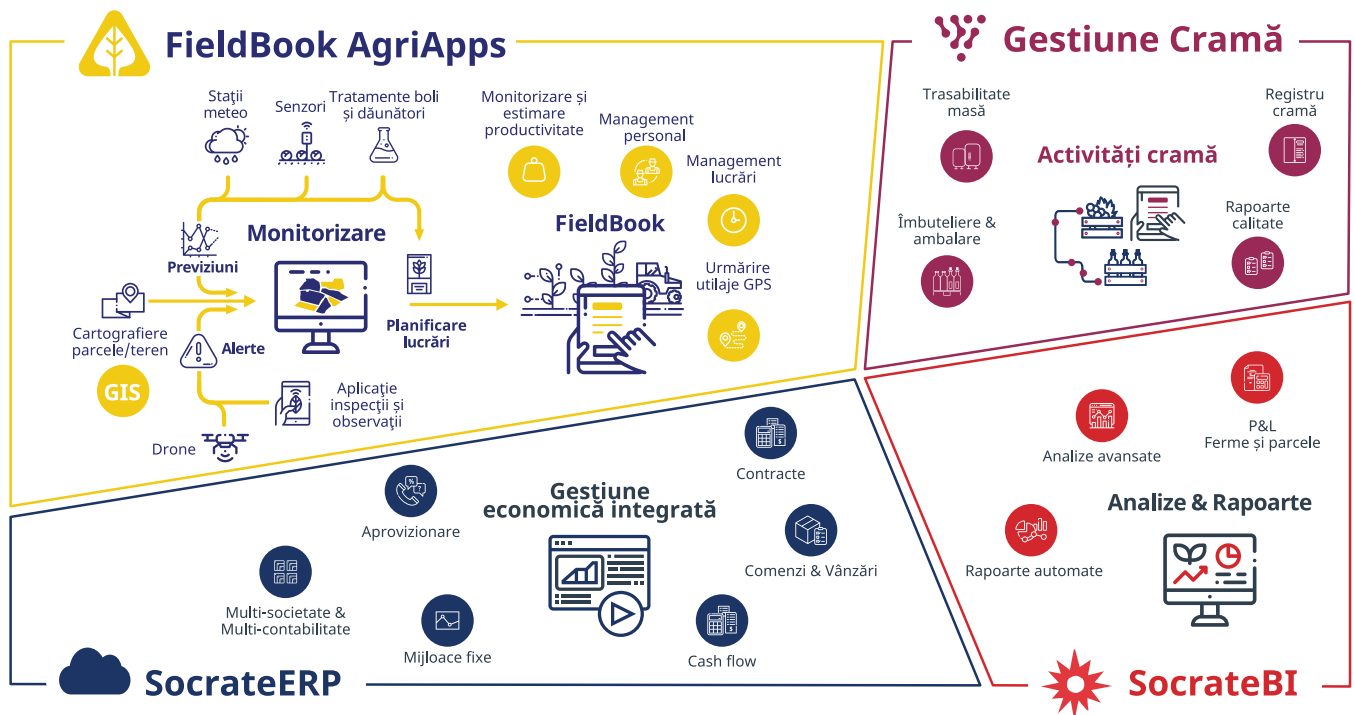 FieldBook AgriApps
Stații
meteo
Senzori
Tratamente boli
și dăunători
Monitorizare și
estimare
productivitate
Management
personal
Management
lucrări
Previziuni
Monitorizare
FieldBook
Urmărire
utilaje GPS
Cartografiere
parcele/teren
GIS
Alerte
Planificare
lucrări
Aplicație
inspecții și
observații
Drone
Gestiune Cramă
Trasabilitate
masă
Registru
cramă
Activități cramă
Îmbuteliere &
ambalare
Rapoarte
calitate
Contracte
Gestiune
economică integrată
Aprovizionare
Comenzi & Vânzări
Multi-societate &
Multi-contabilitate
Mijloace fixe
Cash flow
SocrateERP
P&L
Ferme și parcele
Analize avansate
Analize & Rapoarte
Rapoarte automate
SocrateBI